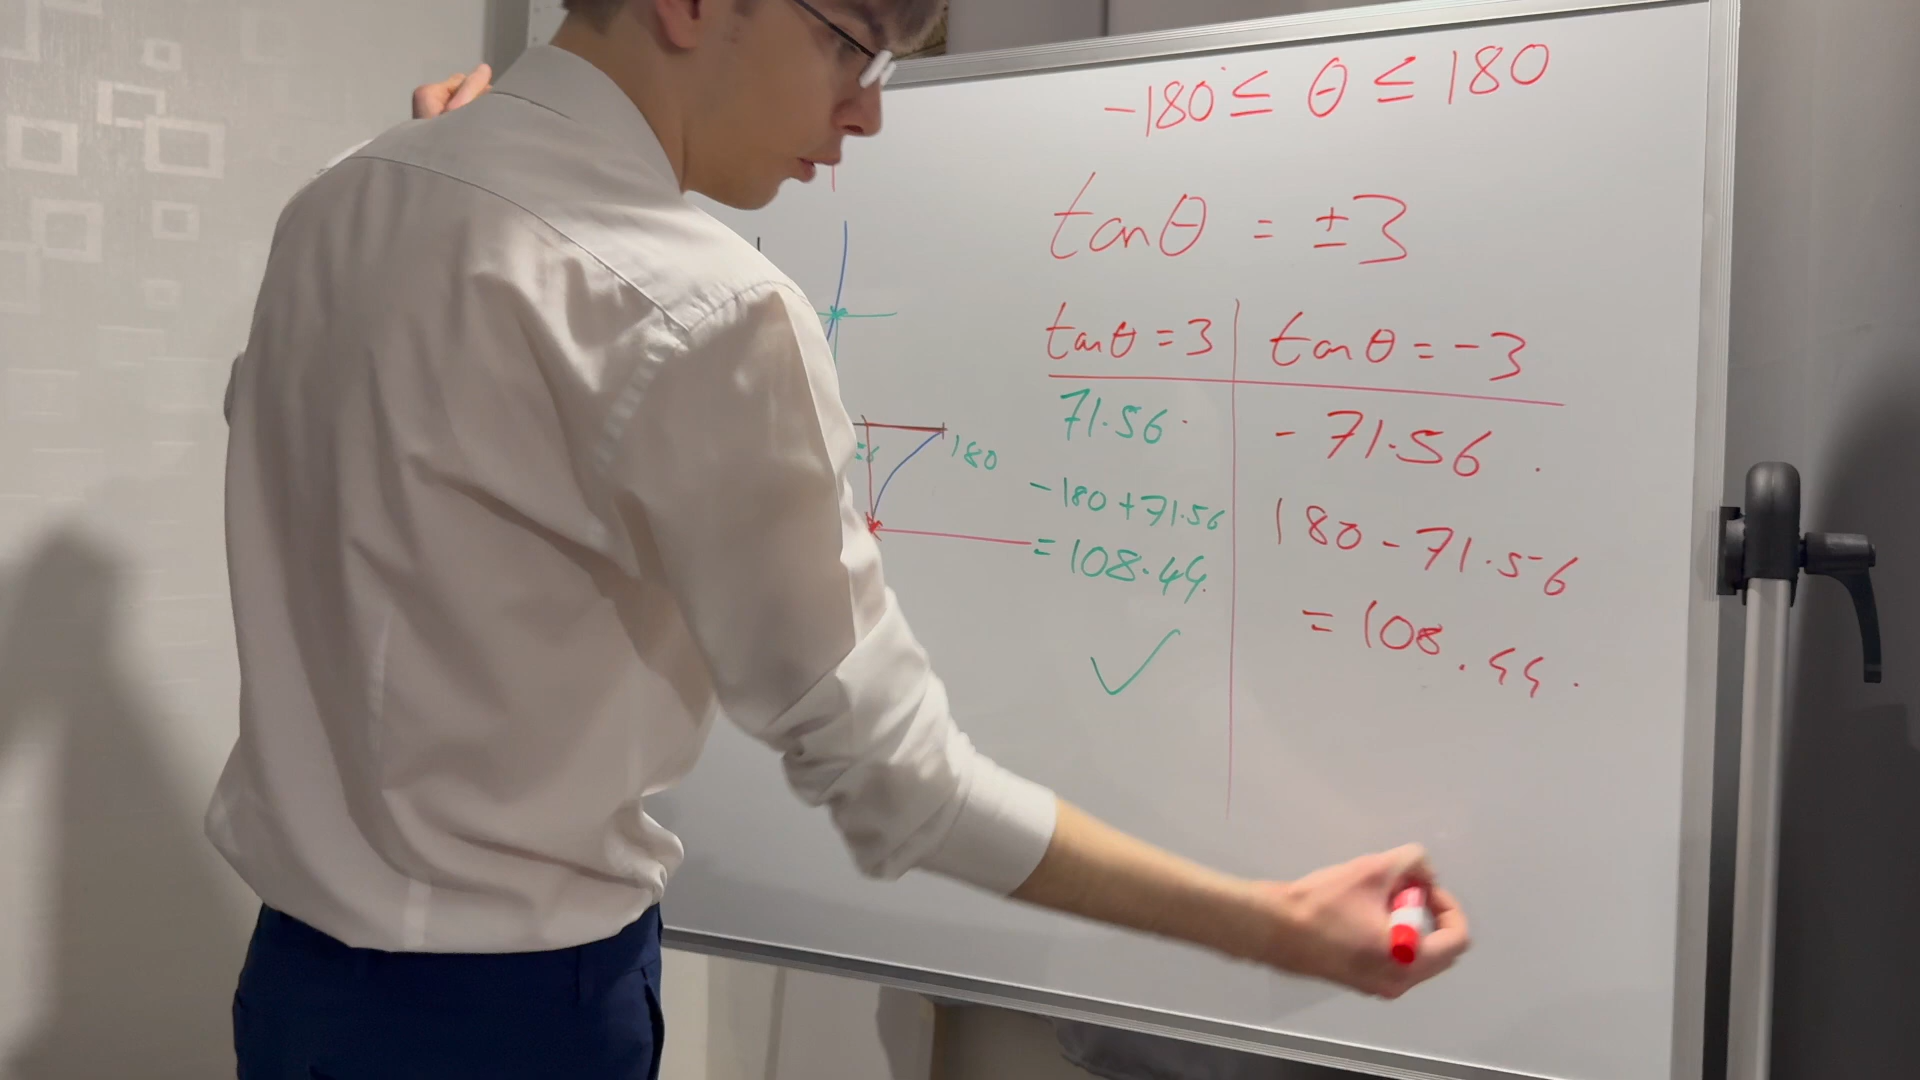 -180° ≤ θ ≤ 180
tanθ = ±3
tanθ = 3
tanθ = -3
71.56.
-180+71.56
= 108.44.
✓
-71.56.
180-71.56
= 108.44.
180